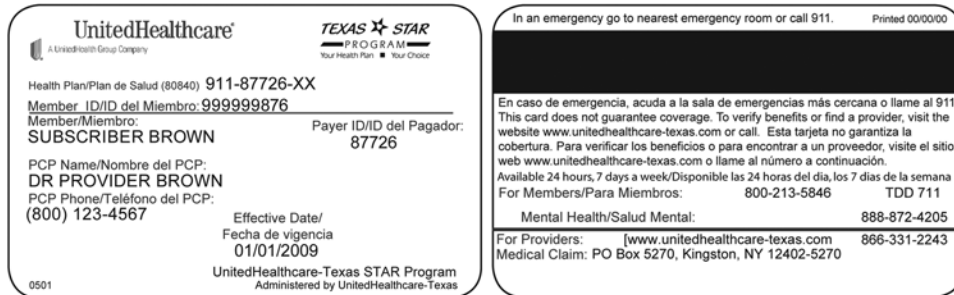 UnitedHealthcare®
A UnitedHealth Group Company
TEXAS STAR
PROGRAM
Your Health Plan ■ Your Choice
Health Plan/Plan de Salud (80840) 911-87726-XX
Member ID/ID del Miembro: 999999876
Member/Miembro:
SUBSCRIBER BROWN
Payer ID/ID del Pagador:
87726
PCP Name/Nombre del PCP:
DR PROVIDER BROWN
PCP Phone/Teléfono del PCP:
(800) 123-4567
Effective Date/
Fecha de vigencia
01/01/2009
UnitedHealthcare-Texas STAR Program
0501 Administered by UnitedHealthcare-Texas
In an emergency go to nearest emergency room or call 911. Printed 00/00/00
En caso de emergencia, acuda a la sala de emergencias más cercana o llame al 911
This card does not guarantee coverage. To verify benefits or find a provider, visit the
website www.unitedhealthcare-texas.com or call. Esta tarjeta no garantiza la
cobertura. Para verificar los beneficios o para encontrar a un proveedor, visite el sitio
web www.unitedhealthcare-texas.com o llame al número a continuación.
Available 24 hours, 7 days a week/Disponible las 24 horas del dia, los 7 dias de la semana
For Members/Para Miembros: 800-213-5846 TDD 711
Mental Health/Salud Mental: 888-872-4205
For Providers: [www.unitedhealthcare-texas.com 866-331-2243
Medical Claim: PO Box 5270, Kingston, NY 12402-5270